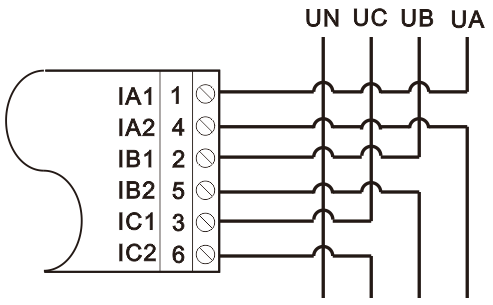 UN UC UB UA
IA1 1
IA2 4
IB1 2
IB2 5
IC1 3
IC2 6